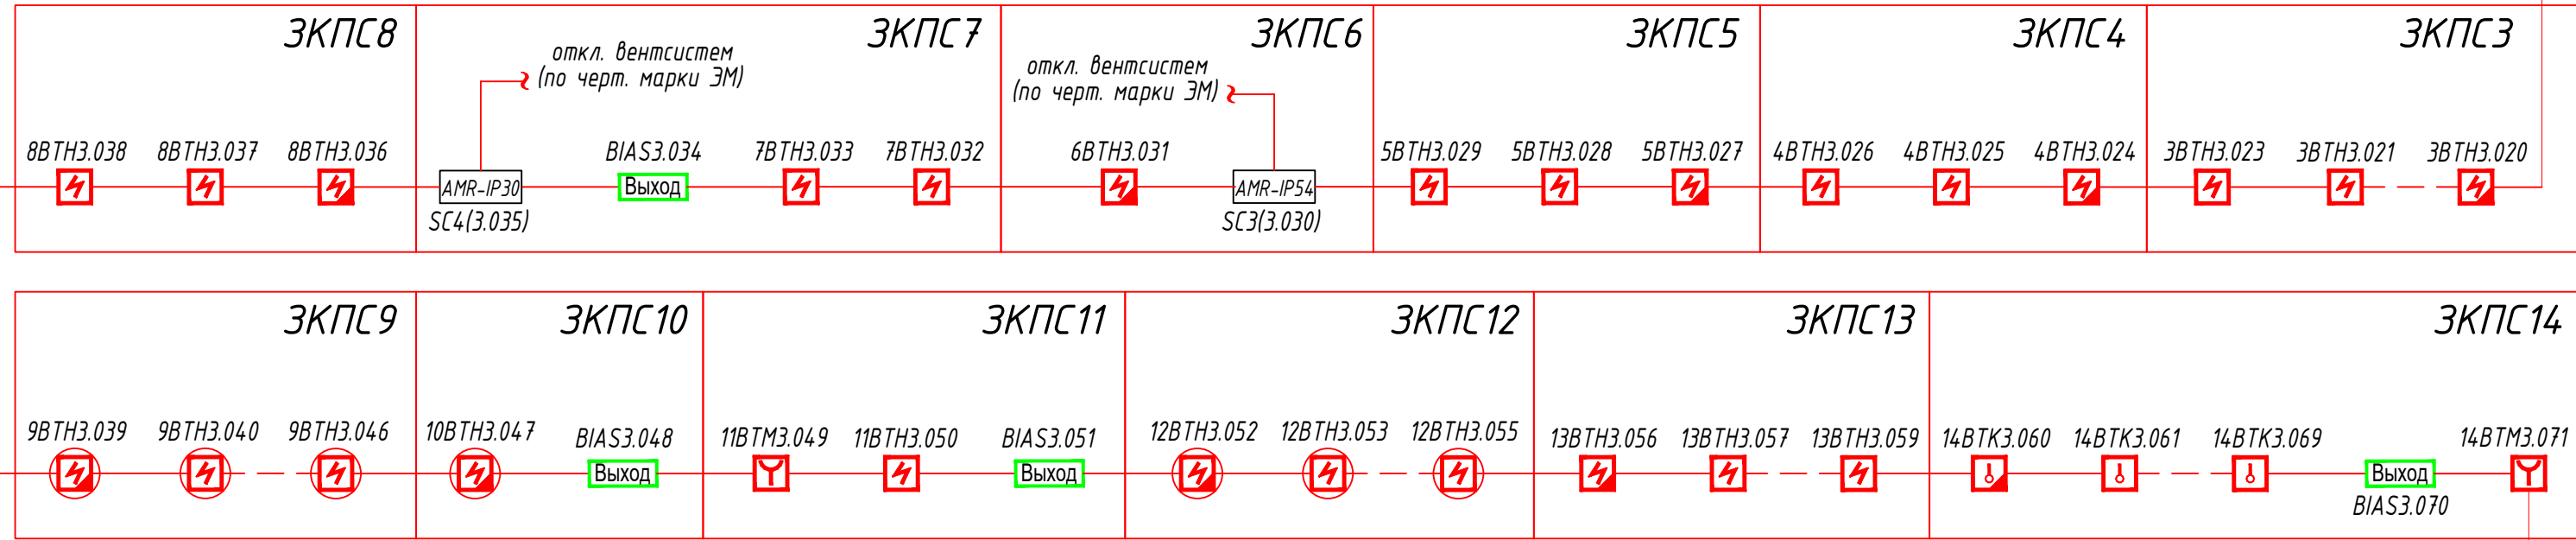 ЗКПС8
ЗКПС7
ЗКПС6
ЗКПС5
ЗКПС4
ЗКПС3
откл. вентсистем
(по черт. марки ЭМ)
откл. вентсистем
(по черт. марки ЭМ)
8BTH3.038
8BTH3.037
8BTH3.036
BIAS3.034
7BTH3.033
7BTH3.032
6BTH3.031
5BTH3.029
5BTH3.028
5BTH3.027
4BTH3.026
4BTH3.025
4BTH3.024
3BTH3.023
3BTH3.021
3BTH3.020
AMR-IP30
Выход
AMR-IP54
SC4(3.035)
SC3(3.030)
ЗКПС9
ЗКПС10
ЗКПС11
ЗКПС12
ЗКПС13
ЗКПС14
9BTH3.039
9BTH3.040
9BTH3.046
10BTH3.047
BIAS3.048
11BTM3.049
11BTH3.050
BIAS3.051
12BTH3.052
12BTH3.053
12BTH3.055
13BTH3.056
13BTH3.057
13BTH3.059
14BTK3.060
14BTK3.061
14BTK3.069
14BTM3.071
Выход
Выход
Выход
BIAS3.070